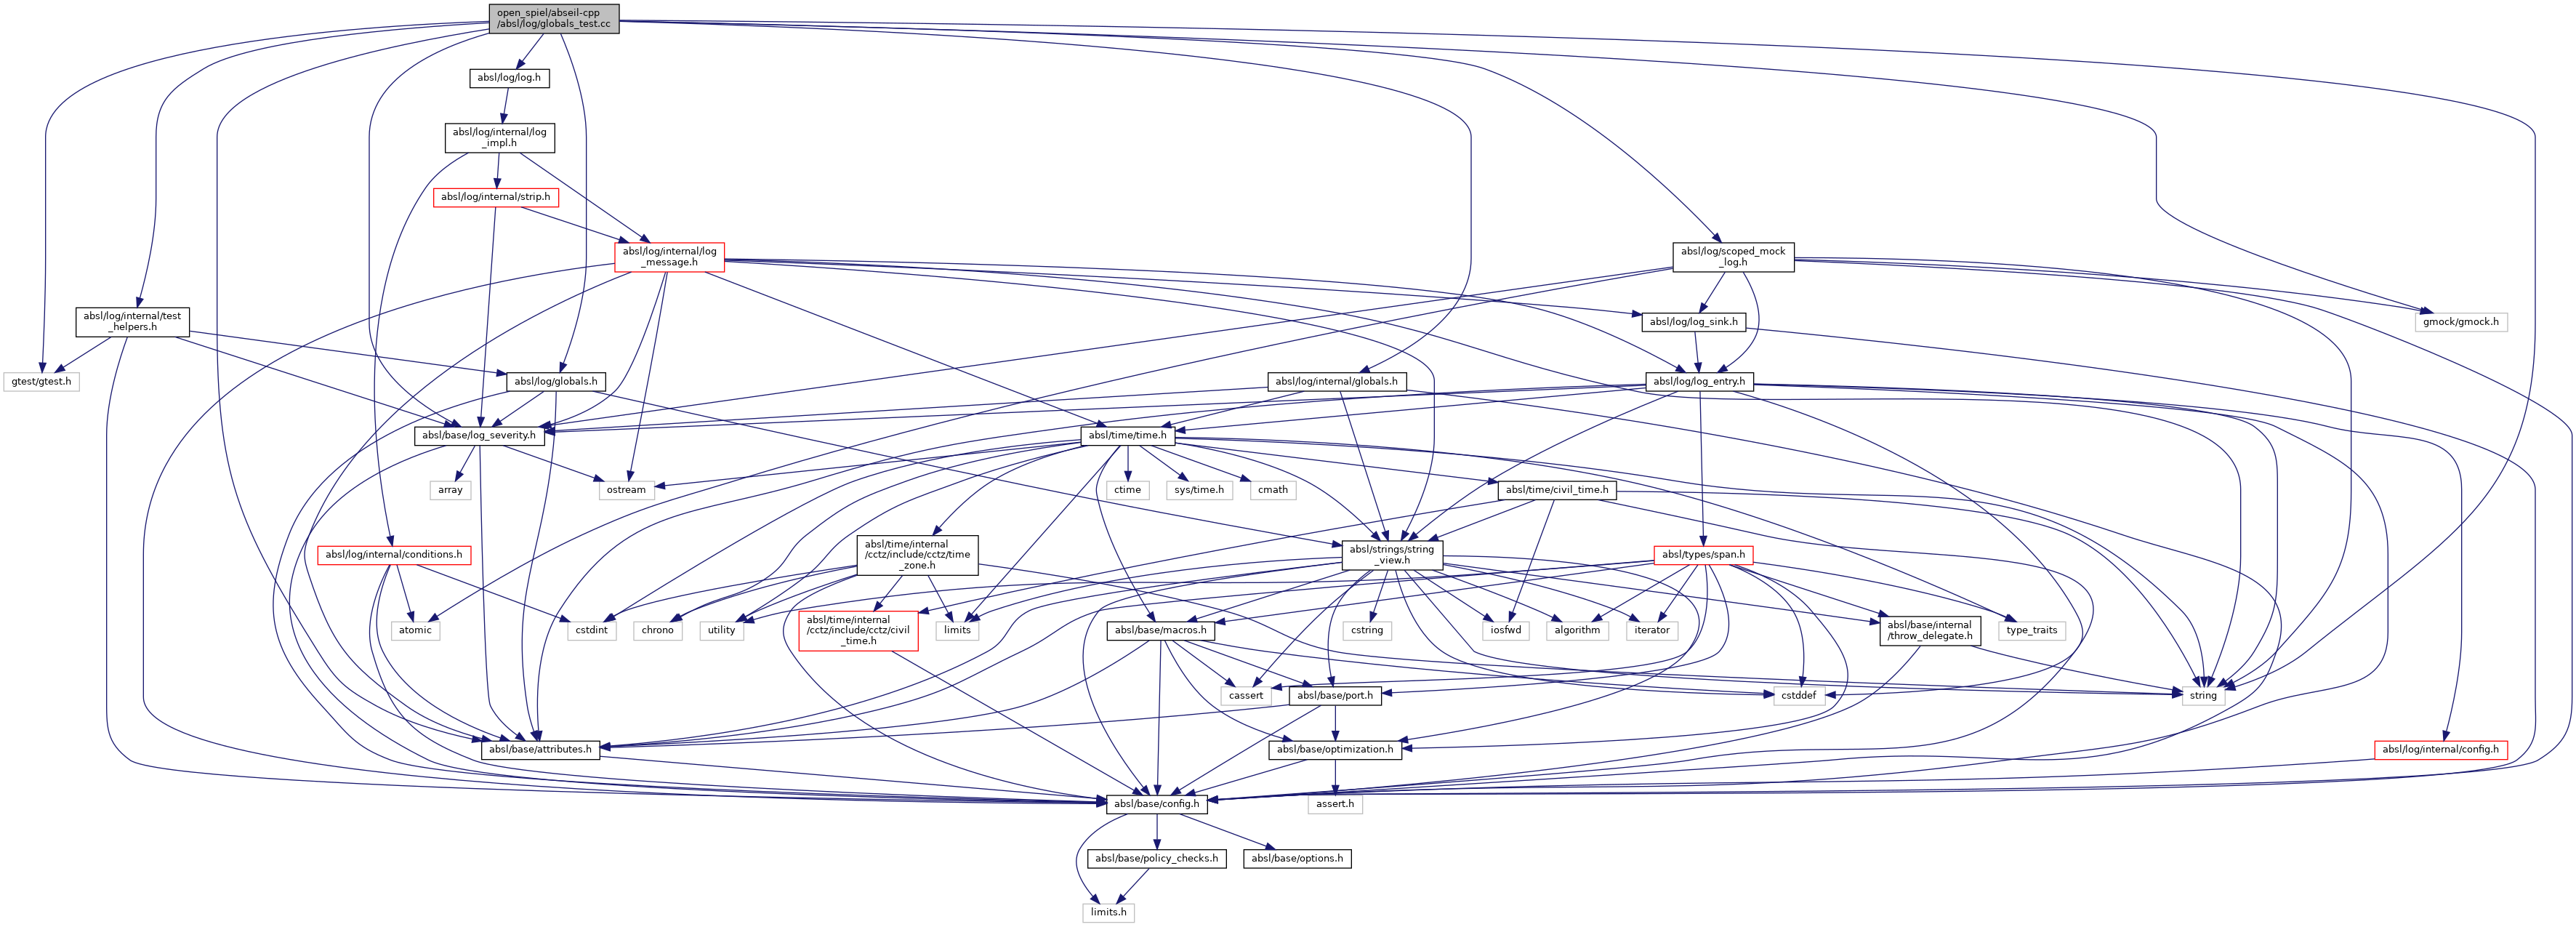 open_spiel/abseil-cpp
/absl/log/globals_test.cc
absl/log/log.h
absl/log/internal/log
_impl.h
absl/log/internal/strip.h
absl/log/internal/log
_message.h
absl/log/scoped_mock
_log.h
absl/log/internal/test
_helpers.h
absl/log/log_sink.h
gmock/gmock.h
gtest/gtest.h
absl/log/globals.h
absl/log/internal/globals.h
absl/log/log_entry.h
absl/base/log_severity.h
absl/time/time.h
array
ostream
ctime
sys/time.h
cmath
absl/time/civil_time.h
absl/log/internal/conditions.h
absl/time/internal
/cctz/include/cctz/time
_zone.h
absl/strings/string
_view.h
absl/types/span.h
atomic
cstdint
chrono
utility
absl/time/internal
/cctz/include/cctz/civil
_time.h
limits
absl/base/macros.h
cstring
iosfwd
algorithm
iterator
absl/base/internal
/throw_delegate.h
type_traits
cassert
absl/base/port.h
cstddef
string
absl/base/attributes.h
absl/base/optimization.h
absl/log/internal/config.h
absl/base/config.h
assert.h
absl/base/policy_checks.h
absl/base/options.h
limits.h